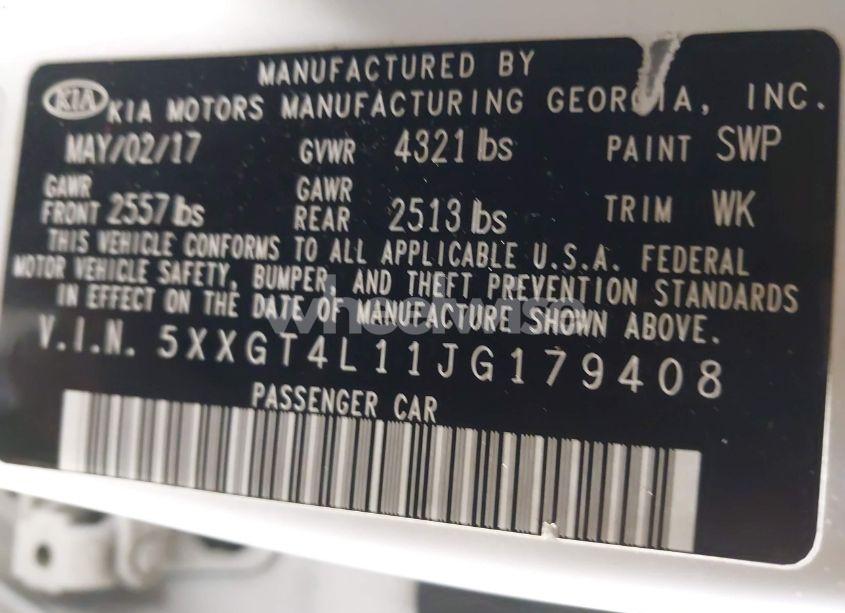 MANUFACTURED BY
KIA KIA MOTORS MANUFACTURING GEORGIA, INC.
MAY/02/17 GVWR 4321 lbs PAINT SWP
GAWR FRONT 2557 lbs GAWR REAR 2513 lbs TRIM WK
THIS VEHICLE CONFORMS TO ALL APPLICABLE U.S.A. FEDERAL
MOTOR VEHICLE SAFETY, BUMPER, AND THEFT PREVENTION STANDARDS
IN EFFECT ON THE DATE OF MANUFACTURE SHOWN ABOVE.
wheelwise
V.I.N. 5XXGT4L11JG179408
PASSENGER CAR